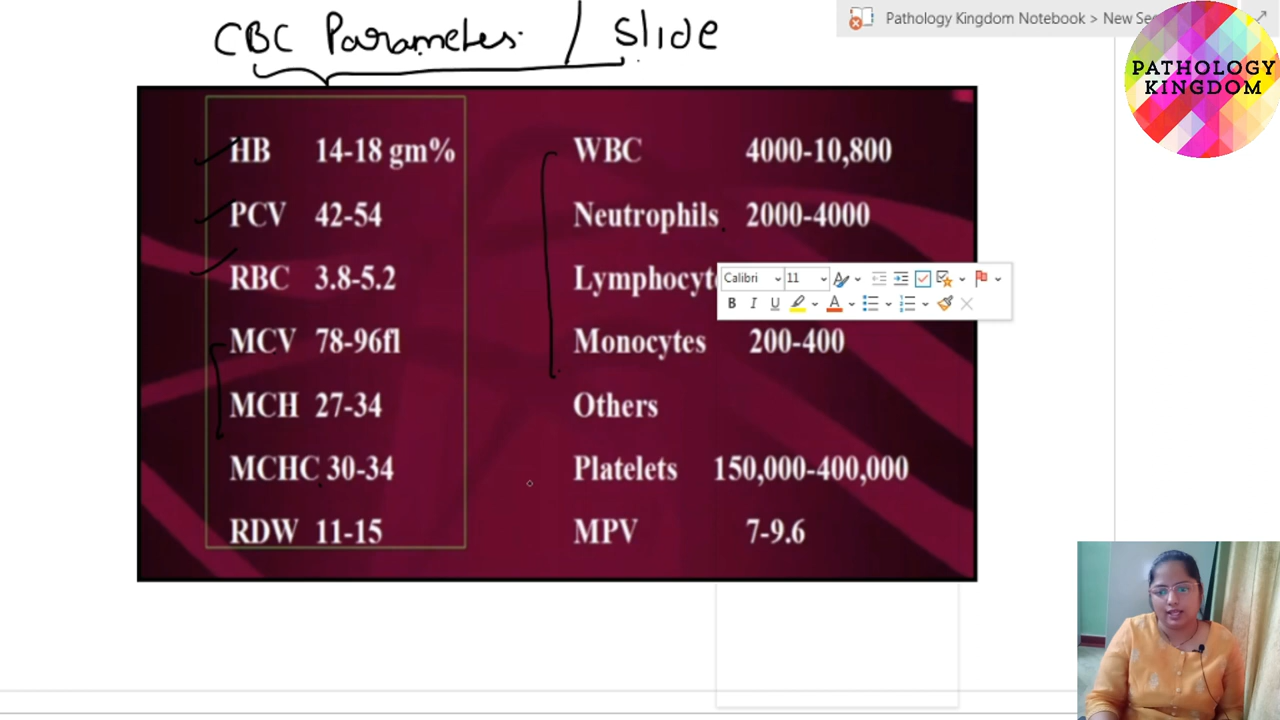 CBC Parametes / Slide
Pathology Kingdom Notebook > New Se
PATHOLOGY
KINGDOM
HB 14-18 gm%
PCV 42-54
RBC 3.8-5.2
MCV 78-96fl
MCH 27-34
MCHC 30-34
RDW 11-15
WBC 4000-10,800
Neutrophils 2000-4000
Lymphocyt
Monocytes 200-400
Others
Platelets 150,000-400,000
MPV 7-9.6
Calibri 11
B I U A